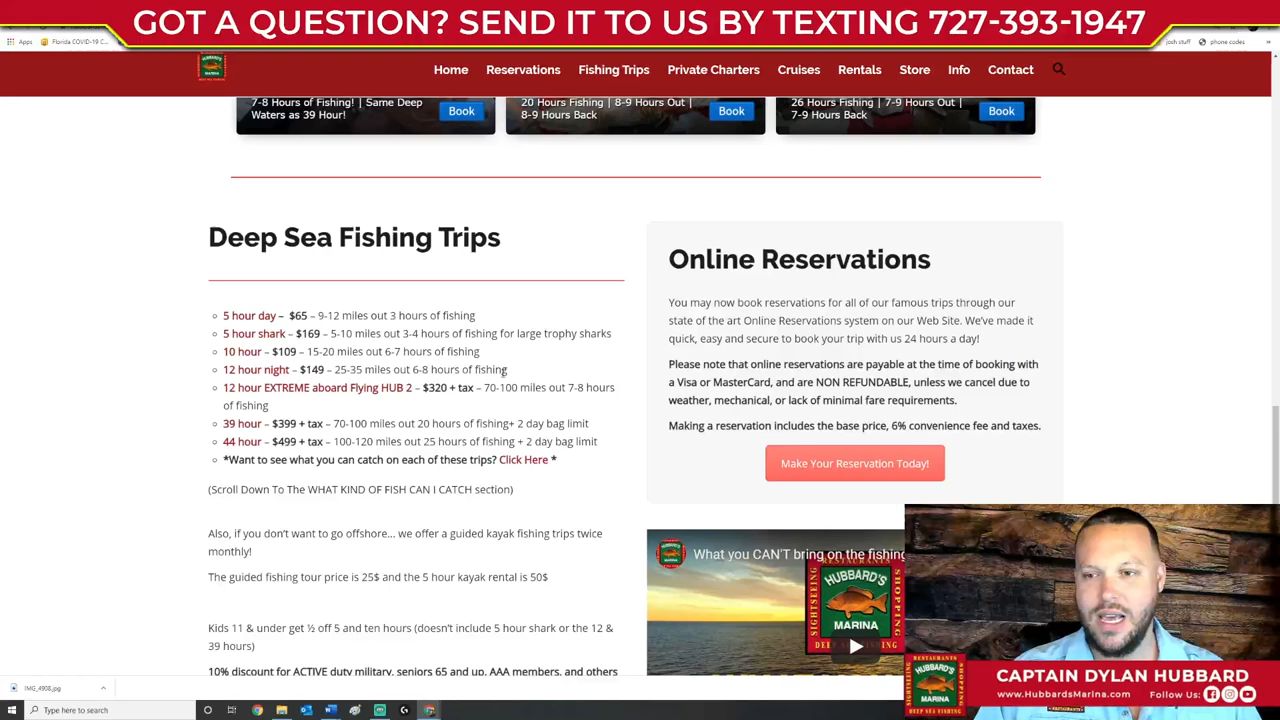 GOT A QUESTION? SEND IT TO US BY TEXTING 727-393-1947
Apps
Florida COVID-19 C...
josh stuff
phone codes
»
Home Reservations Fishing Trips Private Charters Cruises Rentals Store Info Contact
7-8 Hours of Fishing! | Same Deep
Waters as 39 Hour!
Book
20 Hours Fishing | 8-9 Hours Out |
8-9 Hours Back
Book
26 Hours Fishing | 7-9 Hours Out |
7-9 Hours Back
Book
Deep Sea Fishing Trips
5 hour day – $65 – 9-12 miles out 3 hours of fishing
5 hour shark – $169 – 5-10 miles out 3-4 hours of fishing for large trophy sharks
10 hour – $109 – 15-20 miles out 6-7 hours of fishing
12 hour night – $149 – 25-35 miles out 6-8 hours of fishing
12 hour EXTREME aboard Flying HUB 2 – $320 + tax – 70-100 miles out 7-8 hours
of fishing
39 hour – $399 + tax – 70-100 miles out 20 hours of fishing+ 2 day bag limit
44 hour – $499 + tax – 100-120 miles out 25 hours of fishing + 2 day bag limit
*Want to see what you can catch on each of these trips? Click Here *
(Scroll Down To The WHAT KIND OF FISH CAN I CATCH section)
Also, if you don't want to go offshore... we offer a guided kayak fishing trips twice
monthly!
The guided fishing tour price is 25$ and the 5 hour kayak rental is 50$
Kids 11 & under get ½ off 5 and ten hours (doesn't include 5 hour shark or the 12 &
39 hours)
10% discount for ACTIVE duty military, seniors 65 and up, AAA members, and others
Online Reservations
You may now book reservations for all of our famous trips through our
state of the art Online Reservations system on our Web Site. We've made it
quick, easy and secure to book your trip with us 24 hours a day!
Please note that online reservations are payable at the time of booking with
a Visa or MasterCard, and are NON REFUNDABLE, unless we cancel due to
weather, mechanical, or lack of minimal fare requirements.
Making a reservation includes the base price, 6% convenience fee and taxes.
Make Your Reservation Today!
What you CAN'T bring on the fishing
RESTAURANTS
SIGHTSEEING
SHOPPING
HUBBARD'S
MARINA
DEEP SEA FISHING
RESTAURANTS
SIGHTSEEING
SHOPPING
HUBBARD'S
MARINA
DEEP SEA FISHING
CAPTAIN DYLAN HUBBARD
www.HubbardsMarina.com Follow Us:
IMG_4908.jpg
Type here to search